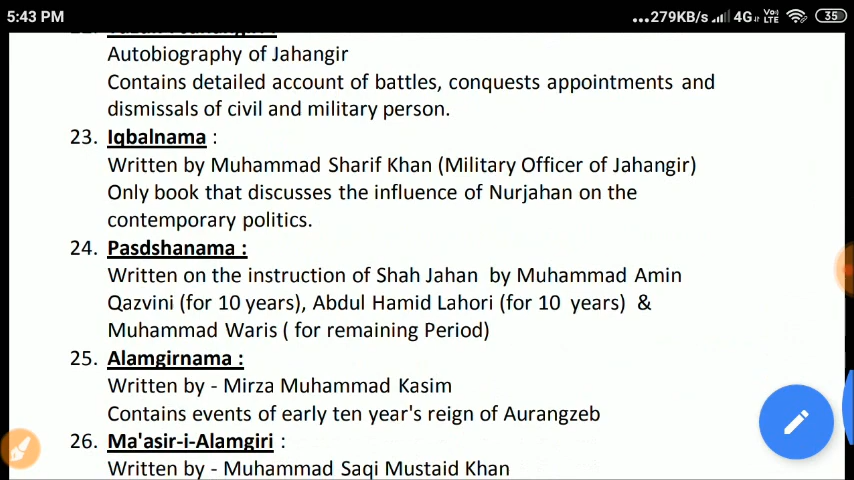 5:43 PM
...279KB/s 4G Vo) LTE 35
Autobiography of Jahangir
Contains detailed account of battles, conquests appointments and
dismissals of civil and military person.
23. Iqbalnama :
Written by Muhammad Sharif Khan (Military Officer of Jahangir)
Only book that discusses the influence of Nurjahan on the
contemporary politics.
24. Pasdshanama :
Written on the instruction of Shah Jahan by Muhammad Amin
Qazvini (for 10 years), Abdul Hamid Lahori (for 10 years) &
Muhammad Waris ( for remaining Period)
25. Alamgirnama :
Written by - Mirza Muhammad Kasim
Contains events of early ten year's reign of Aurangzeb
26. Ma'asir-i-Alamgiri :
Written by - Muhammad Saqi Mustaid Khan